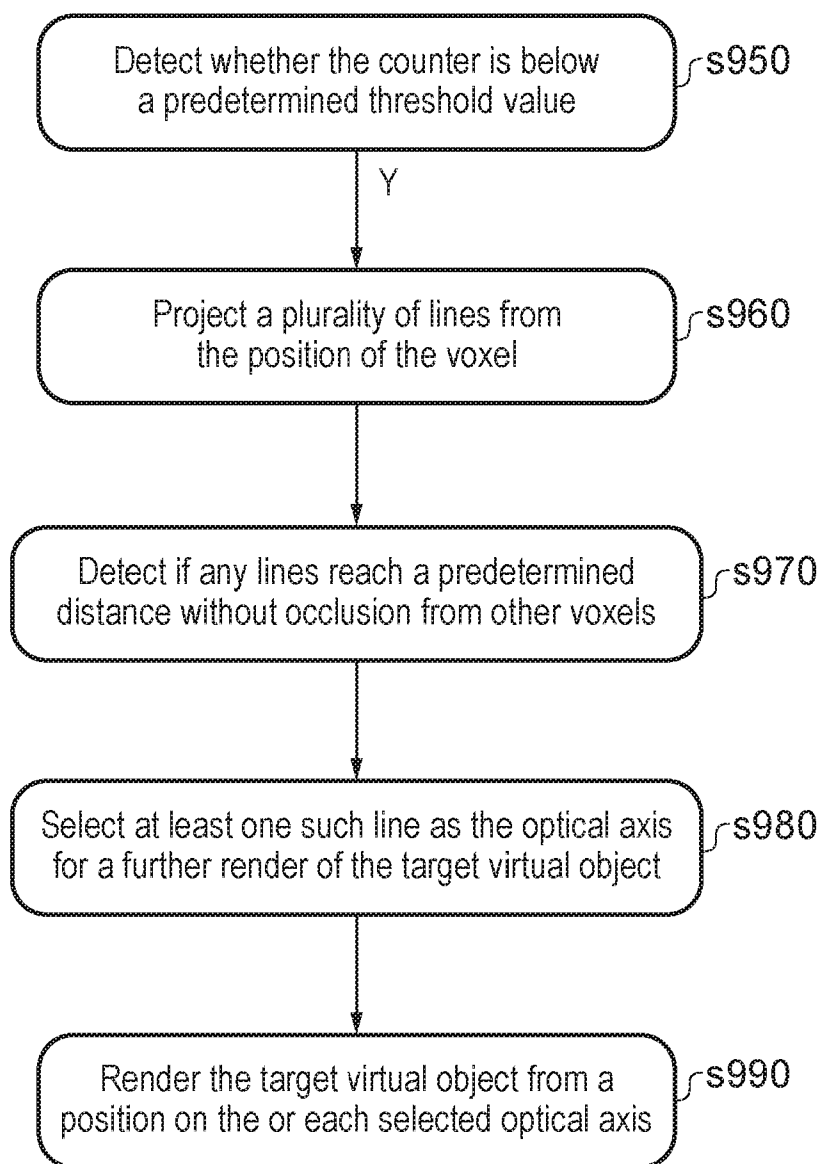 Detect whether the counter is below
a predetermined threshold value
s950
Y
Project a plurality of lines from
the position of the voxel
s960
Detect if any lines reach a predetermined
distance without occlusion from other voxels
s970
Select at least one such line as the optical axis
for a further render of the target virtual object
s980
Render the target virtual object from a
position on the or each selected optical axis
s990